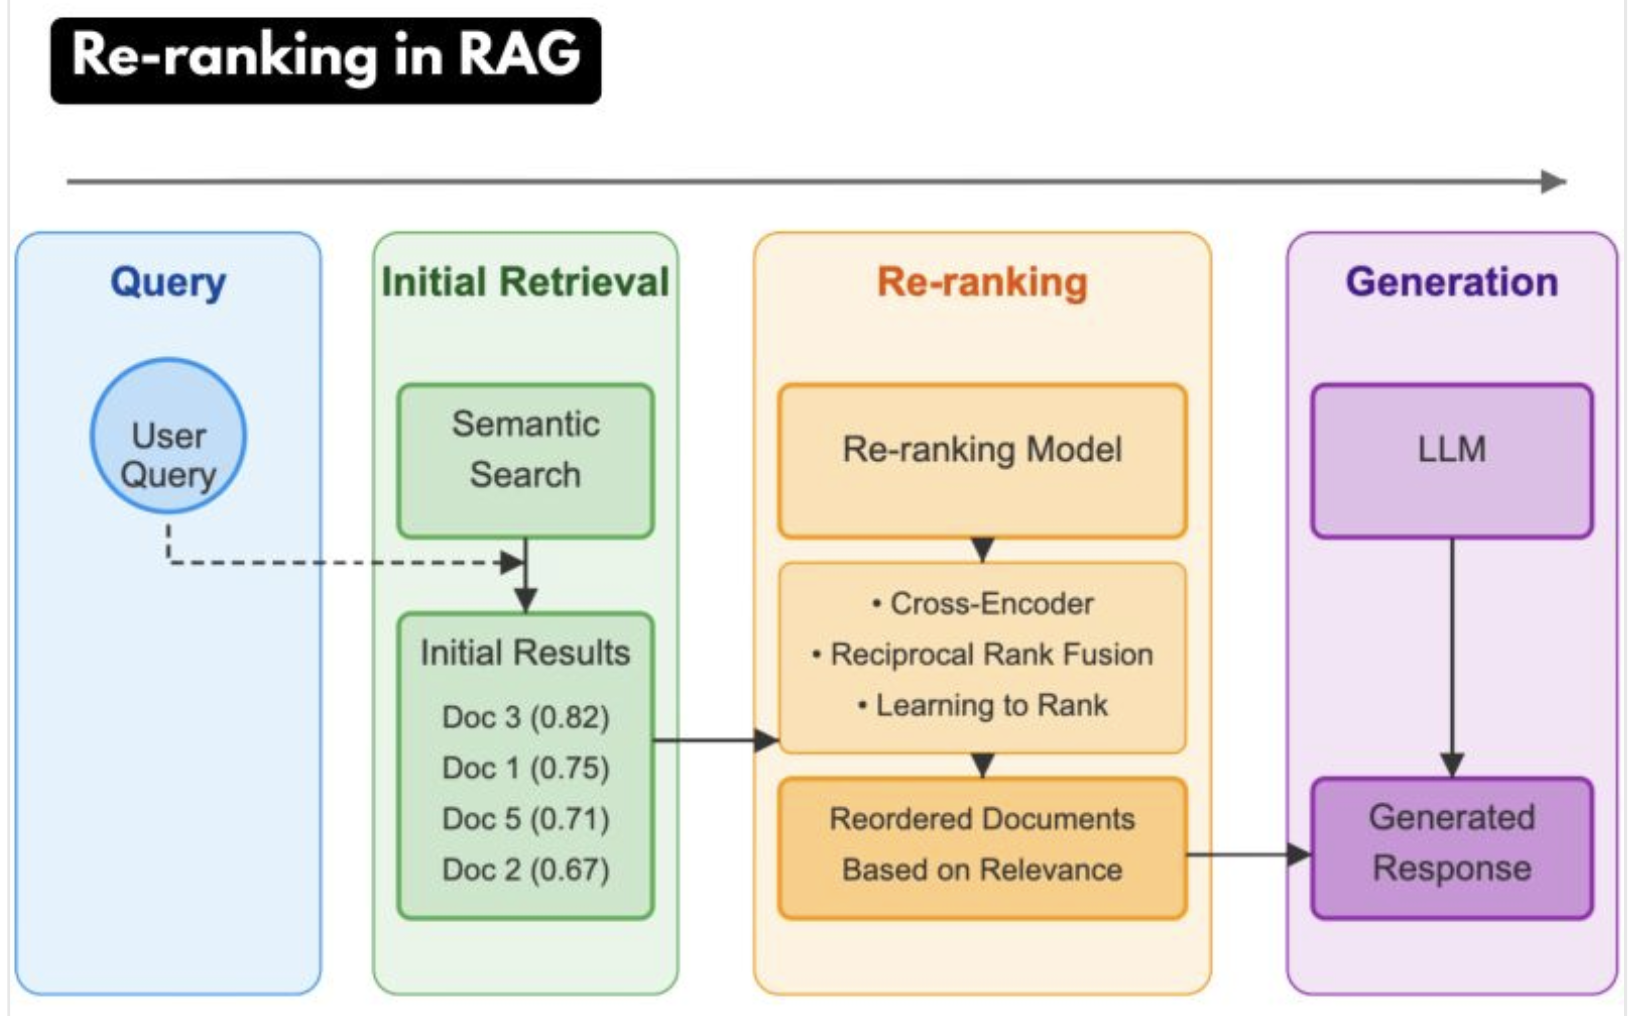 Re-ranking in RAG
Query
User
Query
Initial Retrieval
Semantic
Search
Initial Results
Doc 3 (0.82)
Doc 1 (0.75)
Doc 5 (0.71)
Doc 2 (0.67)
Re-ranking
Re-ranking Model
• Cross-Encoder
• Reciprocal Rank Fusion
• Learning to Rank
Reordered Documents
Based on Relevance
Generation
LLM
Generated
Response